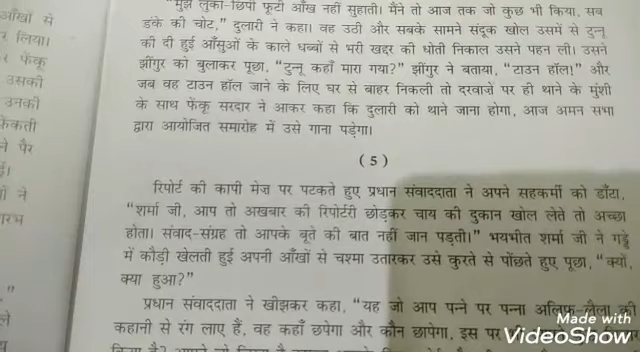 "मुझे लुका-छिपी फूटी आँख नहीं सुहाती। मैंने तो आज तक जो कुछ भी किया, सब
डंके की चोट," दुलारी ने कहा। वह उठी और सबके सामने संदूक खोल उसमें से टुन्नू
की दी हुई आँसुओं के काले धब्बों से भरी खद्दर की धोती निकाल उसने पहन ली। उसने
झींगुर को बुलाकर पूछा, "टुन्नू कहाँ मारा गया?" झींगुर ने बताया, "टाउन हॉल!" और
जब वह टाउन हॉल जाने के लिए घर से बाहर निकली तो दरवाजे पर ही थाने के मुंशी
के साथ फेंकू सरदार ने आकर कहा कि दुलारी को थाने जाना होगा, आज अमन सभा
द्वारा आयोजित समारोह में उसे गाना पड़ेगा।
(5)
रिपोर्ट की कापी मेज पर पटकते हुए प्रधान संवाददाता ने अपने सहकर्मी को डाँटा,
"शर्मा जी, आप तो अखबार की रिपोर्टरी छोड़कर चाय की दुकान खोल लेते तो अच्छा
होता। संवाद-संग्रह तो आपके बूते की बात नहीं जान पड़ती।" भयभीत शर्मा जी ने गड्ढे
में कौड़ी खेलती हुई अपनी आँखों से चश्मा उतारकर उसे कुरते से पोंछते हुए पूछा, "क्यों,
क्या हुआ?"
प्रधान संवाददाता ने खीझकर कहा, "यह जो आप पन्ने पर पन्ना अलिफ़-लैला की
कहानी से रंग लाए हैं, वह कहाँ छपेगा और कौन छापेगा, इस पर
आँखों से
लिया।
फेंकू
उसकी
उनकी
फेंकती
ने पैर
ने
Made with
VideoShow